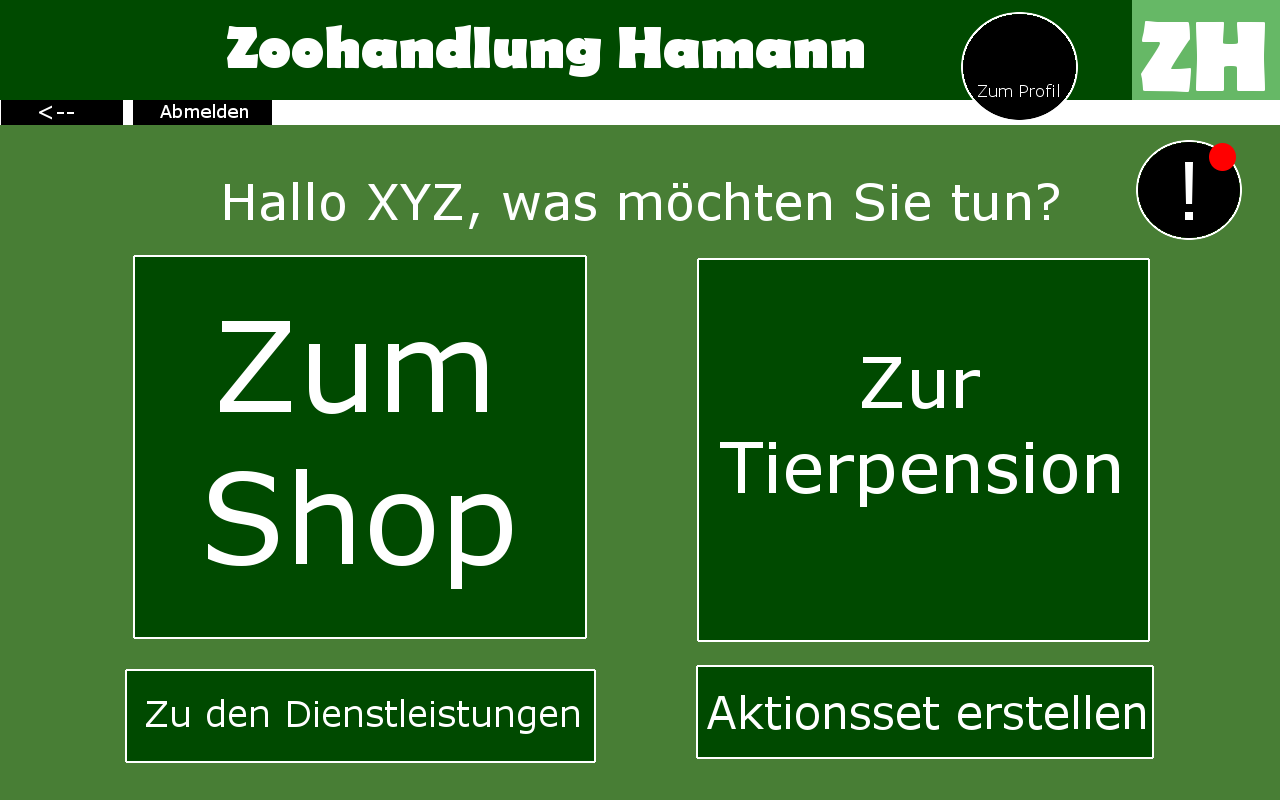 Zoohandlung Hamann
ZH
Zum Profil
<--
Abmelden
Hallo XYZ, was möchten Sie tun?
!
Zum
Shop
Zur
Tierpension
Zu den Dienstleistungen
Aktionsset erstellen